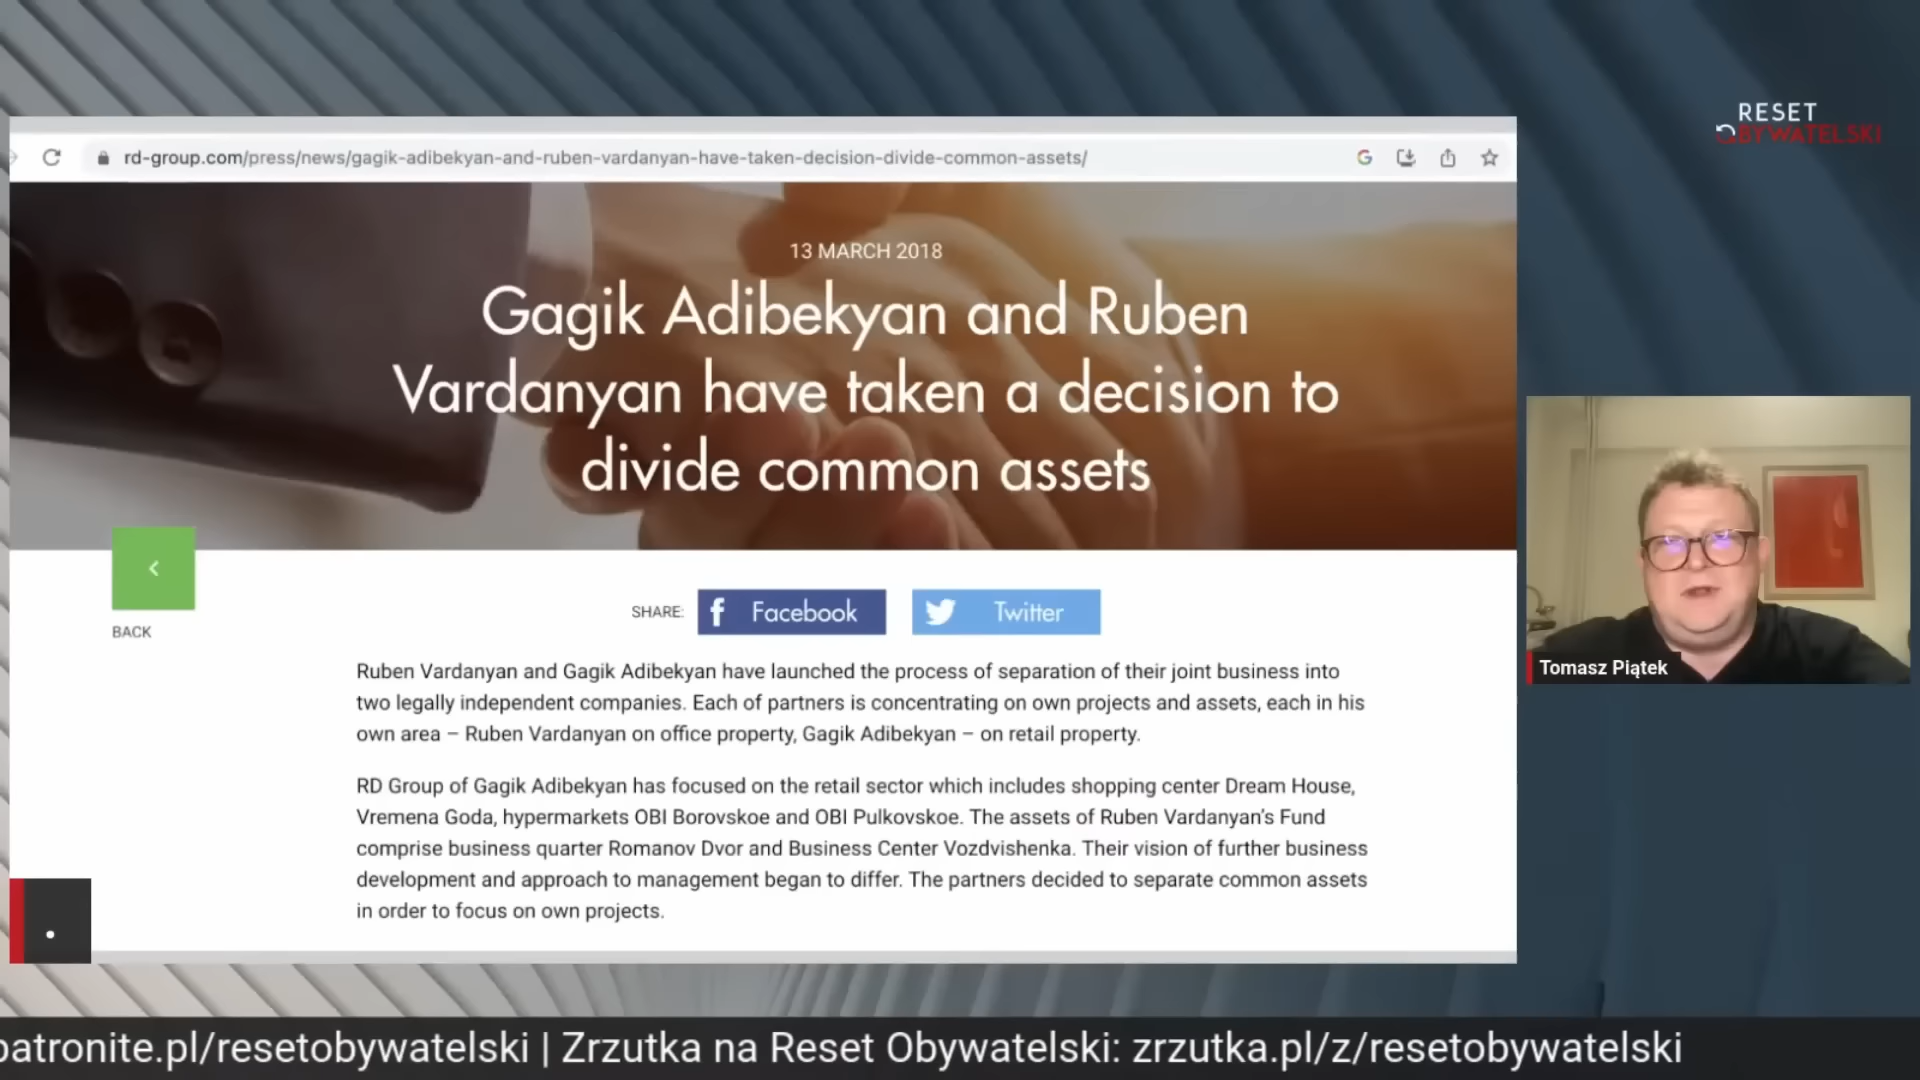 RESET
OBYWATELSKI
rd-group.com/press/news/gagik-adibekyan-and-ruben-vardanyan-have-taken-decision-divide-common-assets/
13 MARCH 2018
Gagik Adibekyan and Ruben
Vardanyan have taken a decision to
divide common assets
BACK
SHARE: Facebook Twitter
Ruben Vardanyan and Gagik Adibekyan have launched the process of separation of their joint business into
two legally independent companies. Each of partners is concentrating on own projects and assets, each in his
own area – Ruben Vardanyan on office property, Gagik Adibekyan – on retail property.
RD Group of Gagik Adibekyan has focused on the retail sector which includes shopping center Dream House,
Vremena Goda, hypermarkets OBI Borovskoe and OBI Pulkovskoe. The assets of Ruben Vardanyan's Fund
comprise business quarter Romanov Dvor and Business Center Vozdvishenka. Their vision of further business
development and approach to management began to differ. The partners decided to separate common assets
in order to focus on own projects.
Tomasz Piątek
patronite.pl/resetobywatelski | Zrzutka na Reset Obywatelski: zrzutka.pl/z/resetobywatelski